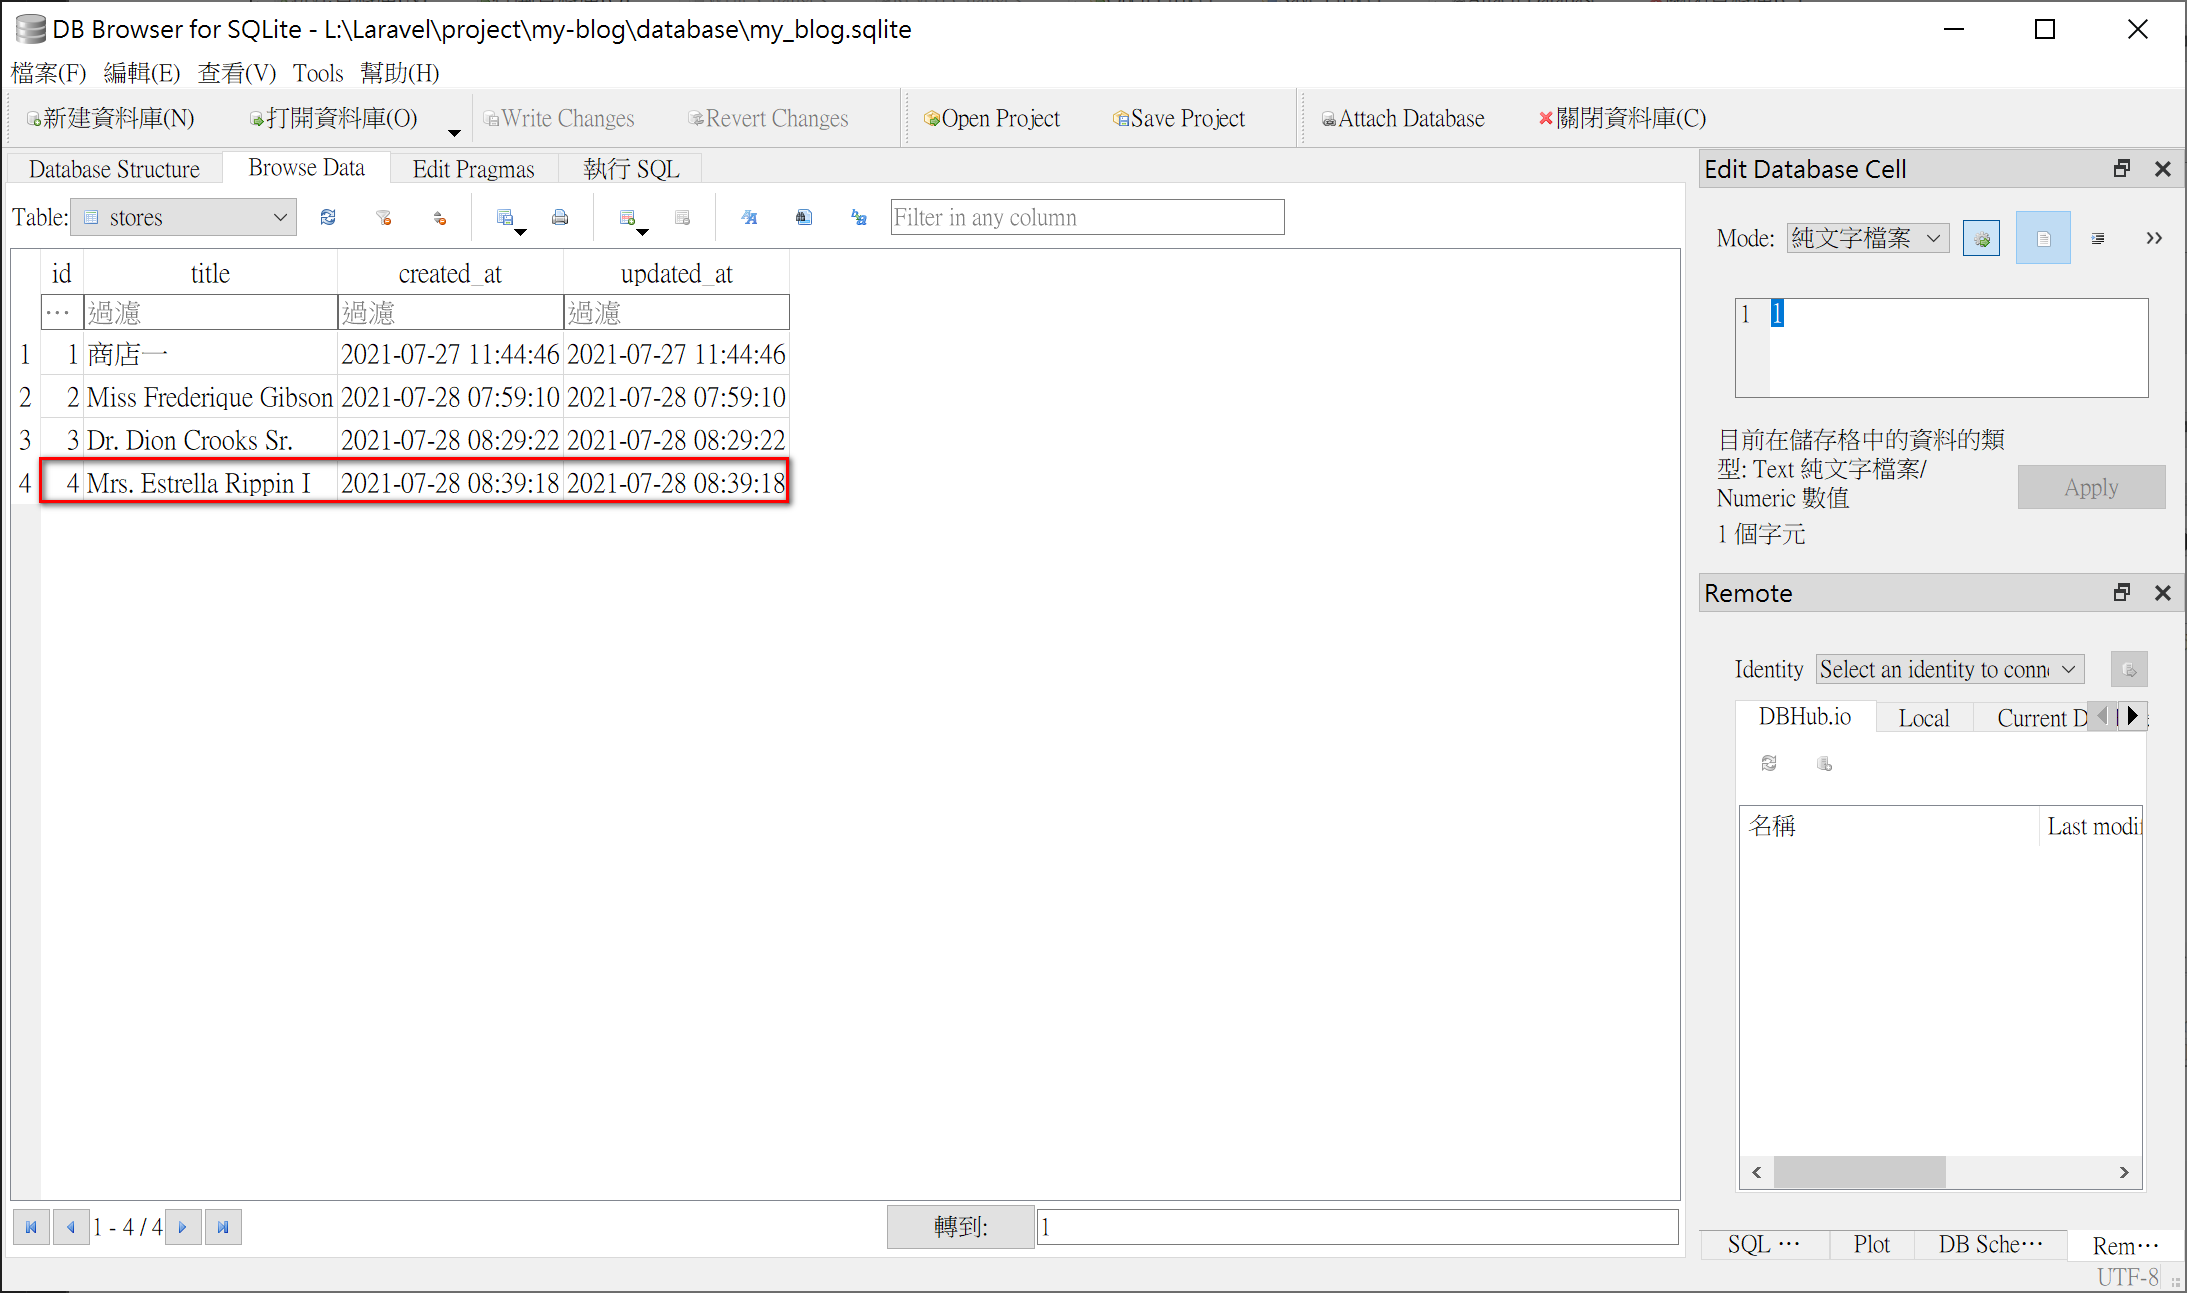 DB Browser for SQLite - L:\Laravel\project\my-blog\database\my_blog.sqlite
檔案(F) 編輯(E) 查看(V) Tools 幫助(H)
新建資料庫(N) 打開資料庫(O) Write Changes Revert Changes Open Project Save Project Attach Database 關閉資料庫(C)
Database Structure Browse Data Edit Pragmas 執行 SQL
Table: stores Filter in any column
id title created_at updated_at
··· 過濾 過濾 過濾
1 1 商店一 2021-07-27 11:44:46 2021-07-27 11:44:46
2 2 Miss Frederique Gibson 2021-07-28 07:59:10 2021-07-28 07:59:10
3 3 Dr. Dion Crooks Sr. 2021-07-28 08:29:22 2021-07-28 08:29:22
4 4 Mrs. Estrella Rippin I 2021-07-28 08:39:18 2021-07-28 08:39:18
1 - 4 / 4 轉到: 1
Edit Database Cell
Mode: 純文字檔案
1 1
目前在儲存格中的資料的類
型: Text 純文字檔案/
Numeric 數值
Apply
1 個字元
Remote
Identity Select an identity to conn
DBHub.io Local Current D
名稱 Last modi
SQL ··· Plot DB Sche··· Rem···
UTF-8